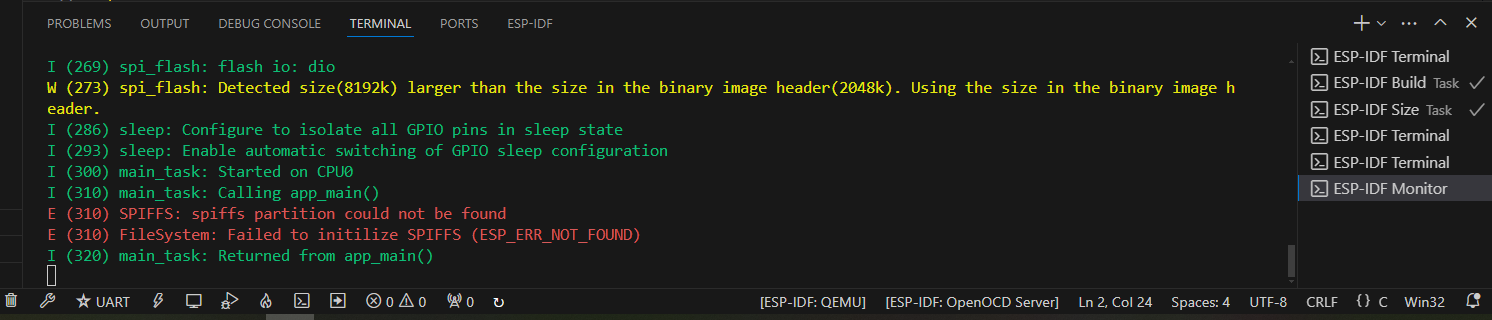 PROBLEMS OUTPUT DEBUG CONSOLE TERMINAL PORTS ESP-IDF
I (269) spi_flash: flash io: dio
W (273) spi_flash: Detected size(8192k) larger than the size in the binary image header(2048k). Using the size in the binary image h
eader.
I (286) sleep: Configure to isolate all GPIO pins in sleep state
I (293) sleep: Enable automatic switching of GPIO sleep configuration
I (300) main_task: Started on CPU0
I (310) main_task: Calling app_main()
E (310) SPIFFS: spiffs partition could not be found
E (310) FileSystem: Failed to initilize SPIFFS (ESP_ERR_NOT_FOUND)
I (320) main_task: Returned from app_main()
ESP-IDF Terminal
ESP-IDF Build Task
ESP-IDF Size Task
ESP-IDF Terminal
ESP-IDF Terminal
ESP-IDF Monitor
UART 0 0 0 [ESP-IDF: QEMU] [ESP-IDF: OpenOCD Server] Ln 2, Col 24 Spaces: 4 UTF-8 CRLF {} C Win32